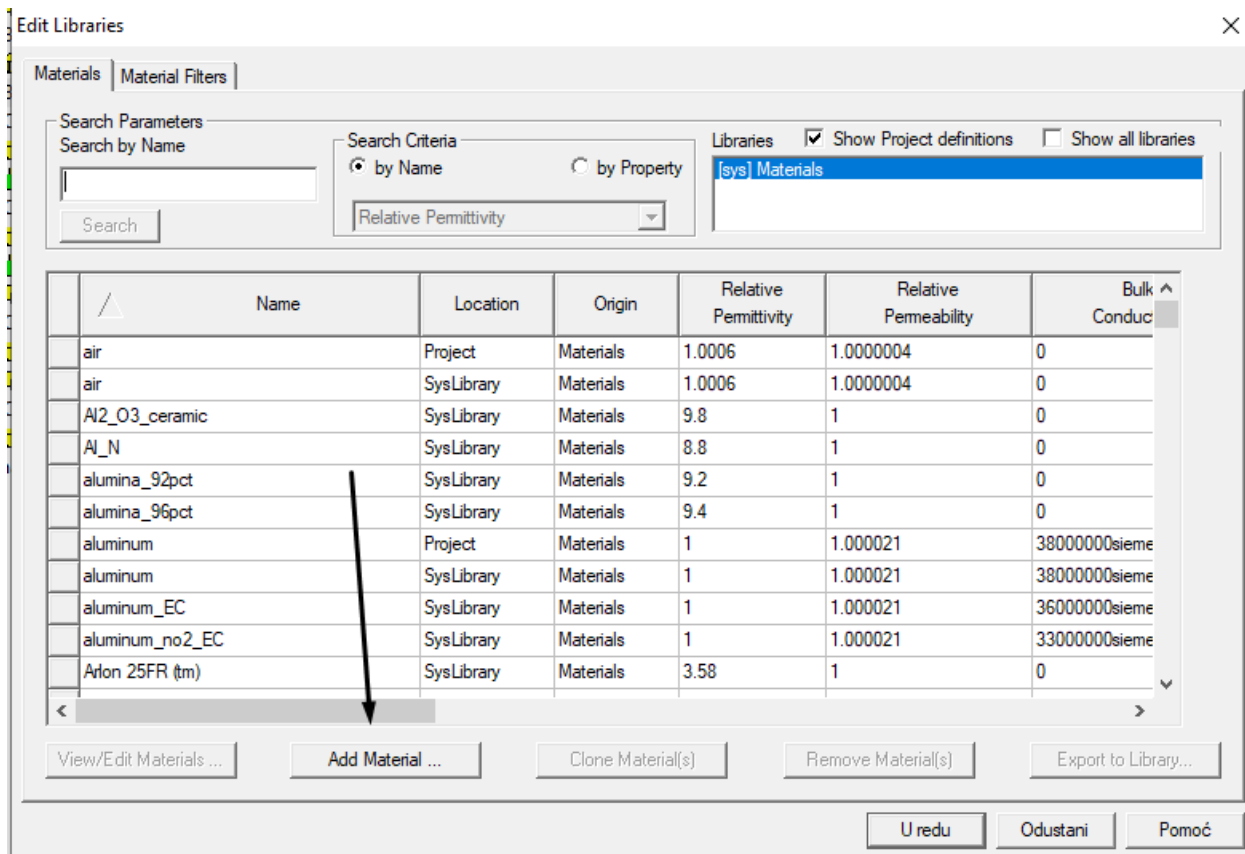 Edit Libraries
Materials Material Filters
Search Parameters
Search by Name
Search
Search Criteria
by Name by Property
Relative Permittivity
Libraries Show Project definitions Show all libraries
[sys] Materials
Name Location Origin Relative Permittivity Relative Permeability Bulk Conduc
air Project Materials 1.0006 1.0000004 0
air SysLibrary Materials 1.0006 1.0000004 0
Al2_O3_ceramic SysLibrary Materials 9.8 1 0
Al_N SysLibrary Materials 8.8 1 0
alumina_92pct SysLibrary Materials 9.2 1 0
alumina_96pct SysLibrary Materials 9.4 1 0
aluminum Project Materials 1 1.000021 38000000sieme
aluminum SysLibrary Materials 1 1.000021 38000000sieme
aluminum_EC SysLibrary Materials 1 1.000021 36000000sieme
aluminum_no2_EC SysLibrary Materials 1 1.000021 33000000sieme
Arlon 25FR (tm) SysLibrary Materials 3.58 1 0
View/Edit Materials ... Add Material ... Clone Material(s) Remove Material(s) Export to Library...
U redu Odustani Pomoć